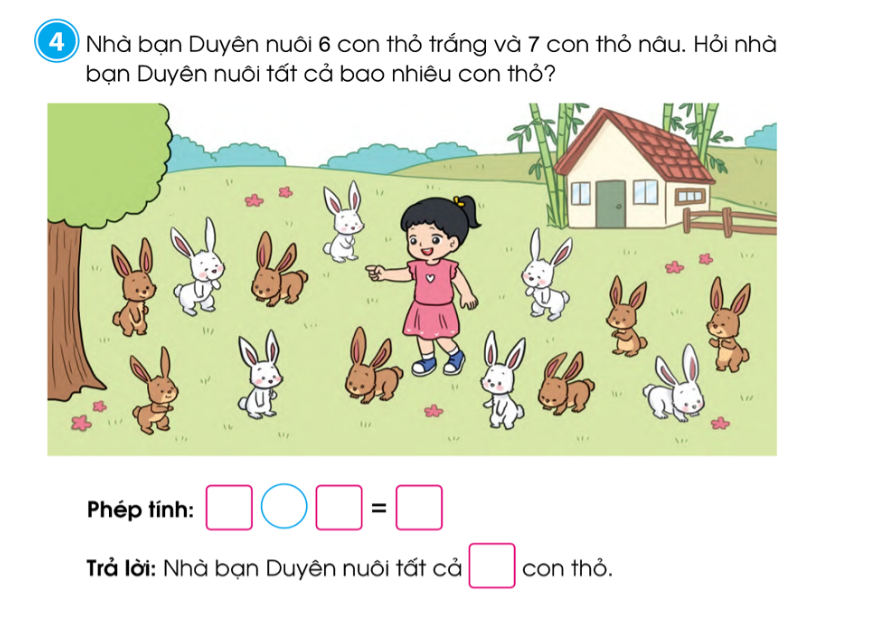 4 Nhà bạn Duyên nuôi 6 con thỏ trắng và 7 con thỏ nâu. Hỏi nhà
bạn Duyên nuôi tất cả bao nhiêu con thỏ?
Phép tính: =
Trả lời: Nhà bạn Duyên nuôi tất cả con thỏ.